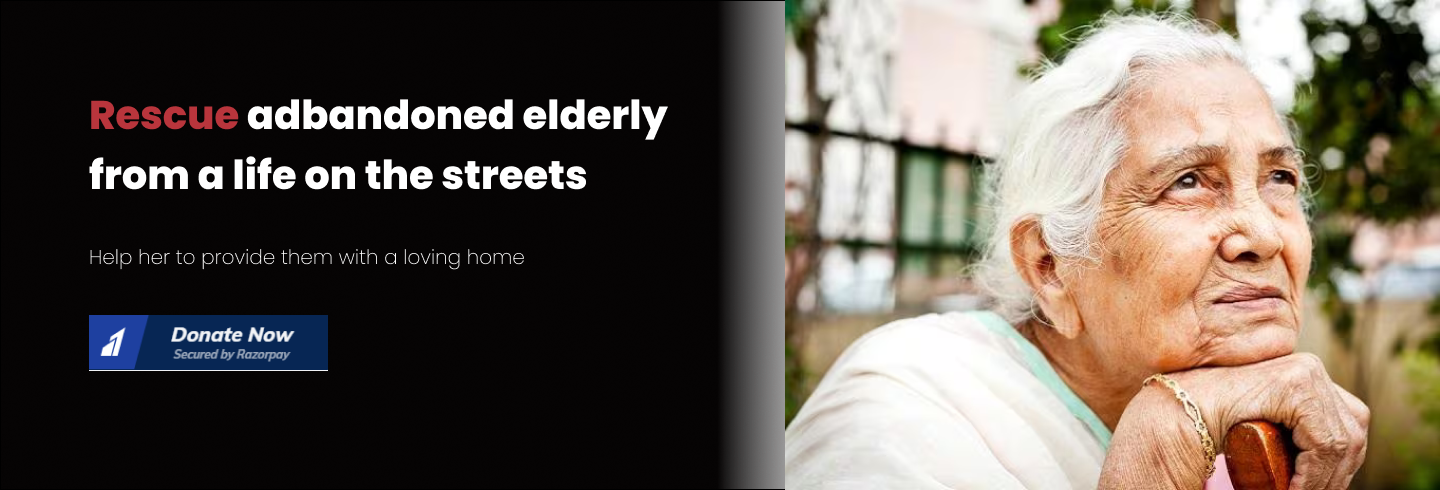 Rescue adbandoned elderly
from a life on the streets
Help her to provide them with a loving home
Donate Now
Secured by Razorpay